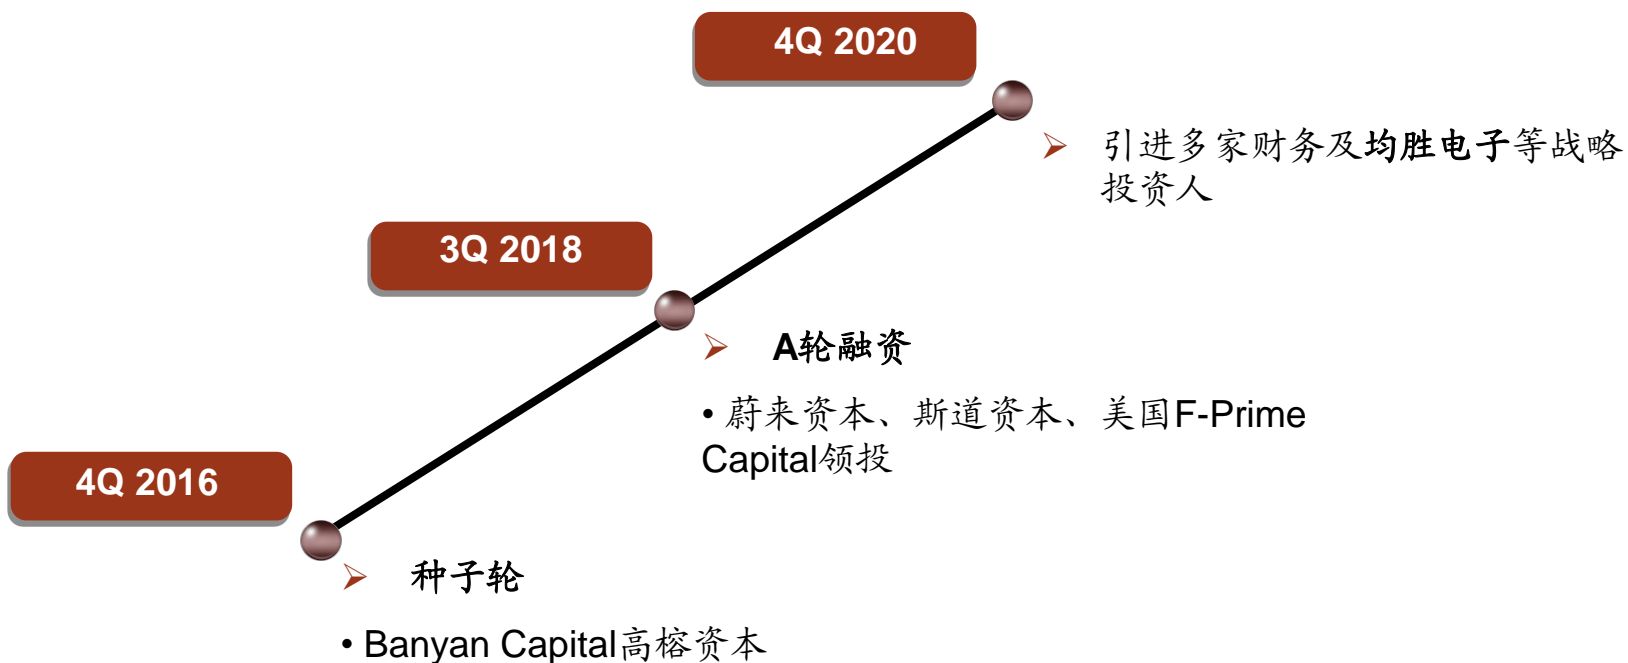 4Q 2020
引进多家财务及均胜电子等战略
投资人
3Q 2018
A轮融资
• 蔚来资本、斯道资本、美国F-Prime
Capital领投
4Q 2016
种子轮
• Banyan Capital高榕资本